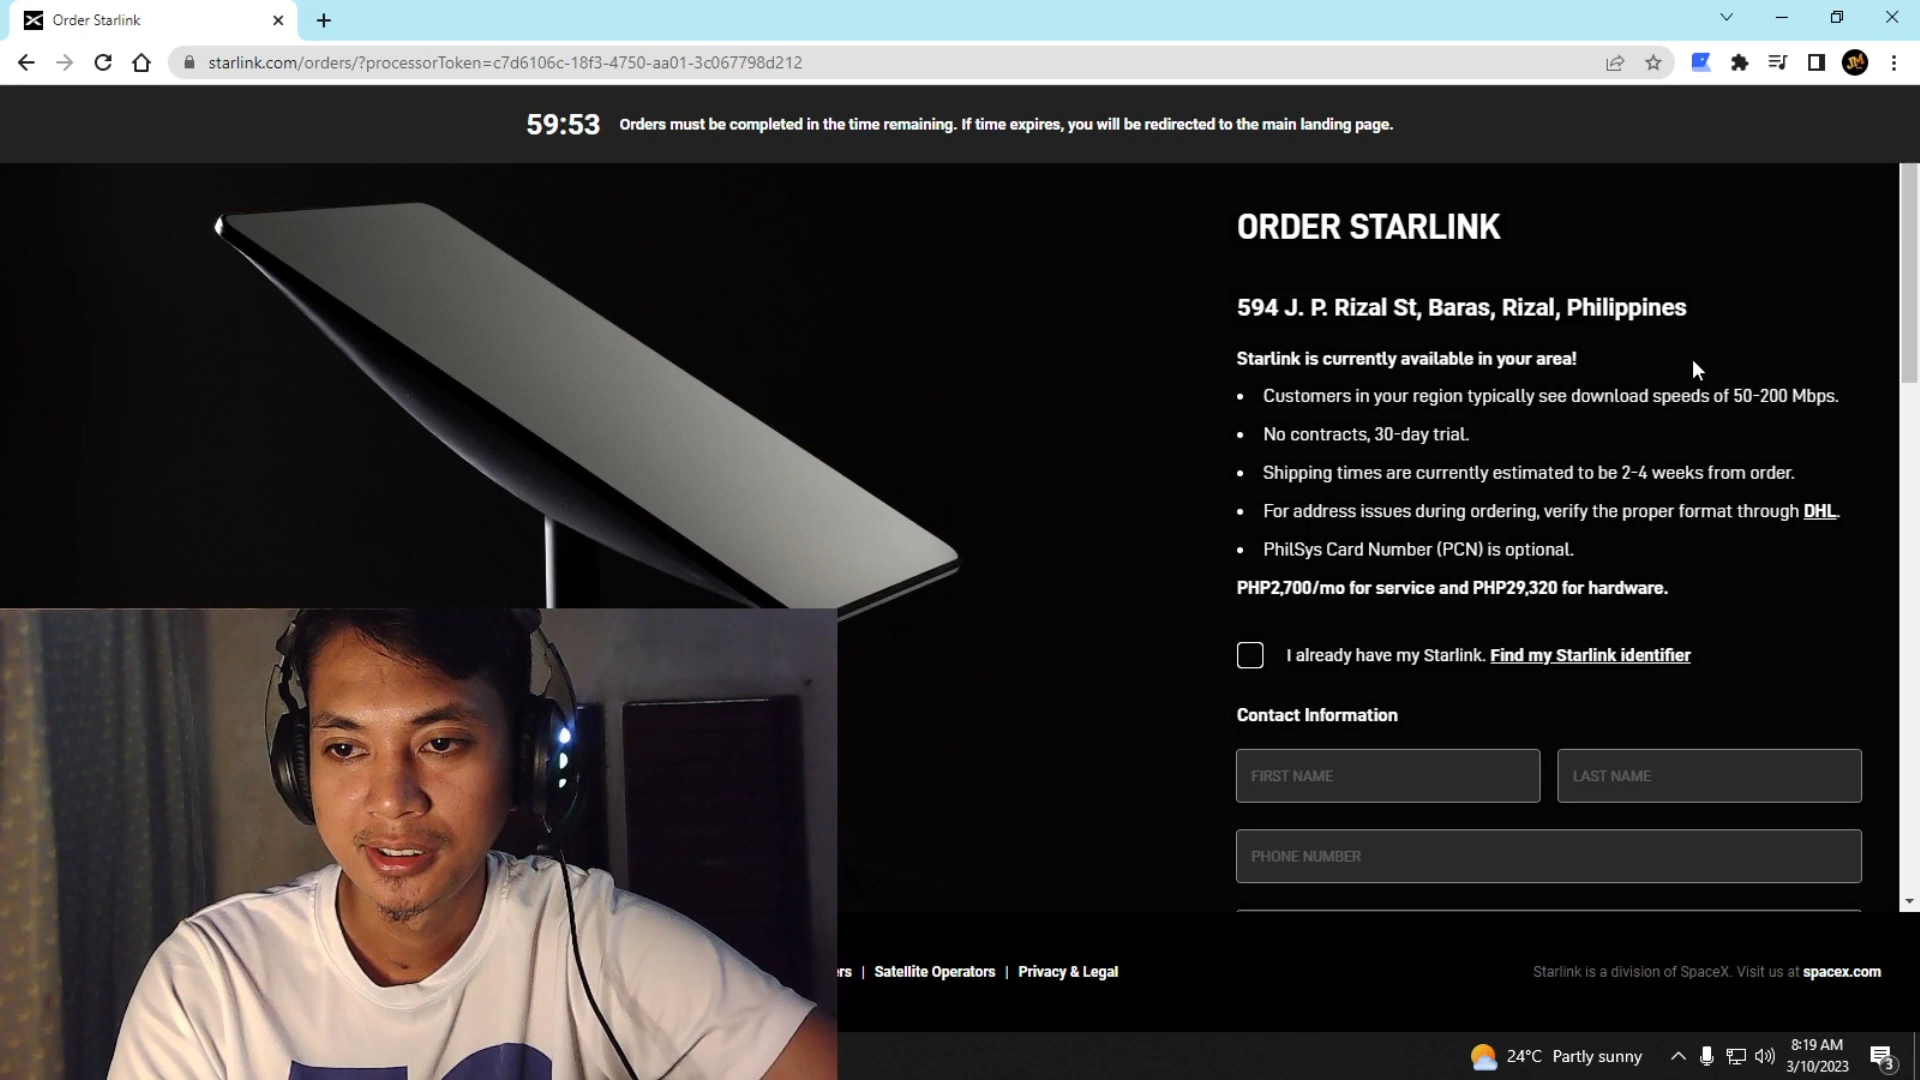 Order Starlink
starlink.com/orders/?processorToken=c7d6106c-18f3-4750-aa01-3c067798d212
JM
59:53 Orders must be completed in the time remaining. If time expires, you will be redirected to the main landing page.
ORDER STARLINK
594 J. P. Rizal St, Baras, Rizal, Philippines
Starlink is currently available in your area!
• Customers in your region typically see download speeds of 50-200 Mbps.
• No contracts, 30-day trial.
• Shipping times are currently estimated to be 2-4 weeks from order.
• For address issues during ordering, verify the proper format through DHL.
• PhilSys Card Number (PCN) is optional.
PHP2,700/mo for service and PHP29,320 for hardware.
I already have my Starlink. Find my Starlink identifier
Contact Information
FIRST NAME LAST NAME
PHONE NUMBER
rs | Satellite Operators | Privacy & Legal
Starlink is a division of SpaceX. Visit us at spacex.com
24°C Partly sunny
8:19 AM
3/10/2023
3